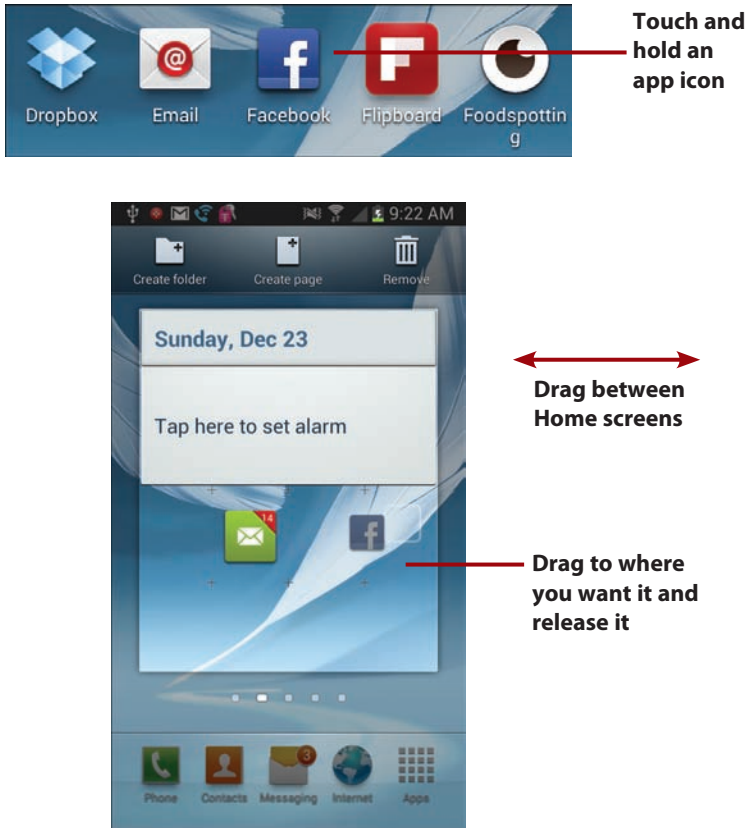 Touch and
hold an
app icon
Dropbox Email Facebook Flipboard Foodspottin
g
9:22 AM
Create folder Create page Remove
Sunday, Dec 23
Tap here to set alarm
14
Drag between
Home screens
Drag to where
you want it and
release it
3
Phone Contacts Messaging Internet Apps